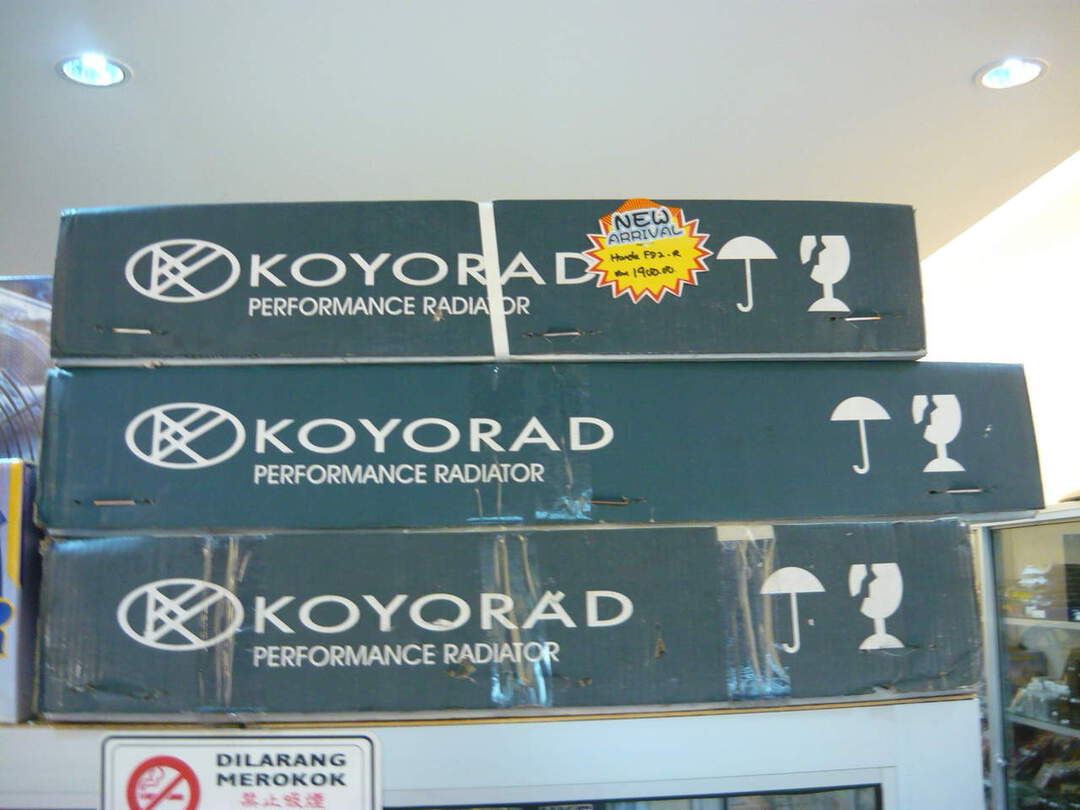 KOYORAD
PERFORMANCE RADIATOR
NEW
ARRIVAL
Honda FD2-R
RM 1900.00
KOYORAD
PERFORMANCE RADIATOR
KOYORAD
PERFORMANCE RADIATOR
DILARANG
MEROKOK
禁止吸煙